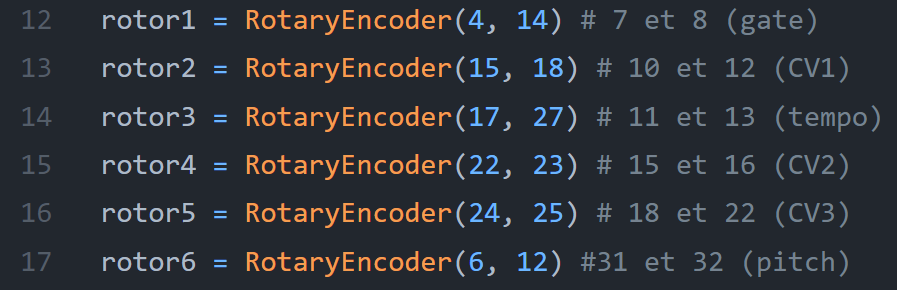 12 rotor1 = RotaryEncoder(4, 14) # 7 et 8 (gate)
13 rotor2 = RotaryEncoder(15, 18) # 10 et 12 (CV1)
14 rotor3 = RotaryEncoder(17, 27) # 11 et 13 (tempo)
15 rotor4 = RotaryEncoder(22, 23) # 15 et 16 (CV2)
16 rotor5 = RotaryEncoder(24, 25) # 18 et 22 (CV3)
17 rotor6 = RotaryEncoder(6, 12) #31 et 32 (pitch)